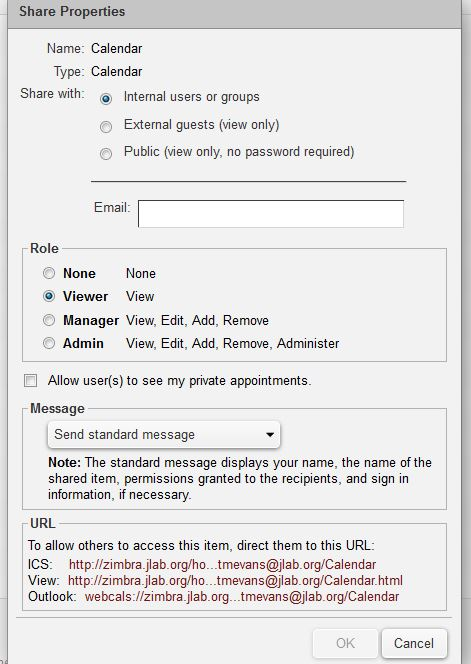 Share Properties
Name: Calendar
Type: Calendar
Share with: Internal users or groups
External guests (view only)
Public (view only, no password required)
Email:
Role
None None
Viewer View
Manager View, Edit, Add, Remove
Admin View, Edit, Add, Remove, Administer
Allow user(s) to see my private appointments.
Message
Send standard message
Note: The standard message displays your name, the name of the
shared item, permissions granted to the recipients, and sign in
information, if necessary.
URL
To allow others to access this item, direct them to this URL:
ICS: http://zimbra.jlab.org/ho...tmevans@jlab.org/Calendar
View: http://zimbra.jlab.org/ho...tmevans@jlab.org/Calendar.html
Outlook: webcals://zimbra.jlab.org...tmevans@jlab.org/Calendar
OK Cancel